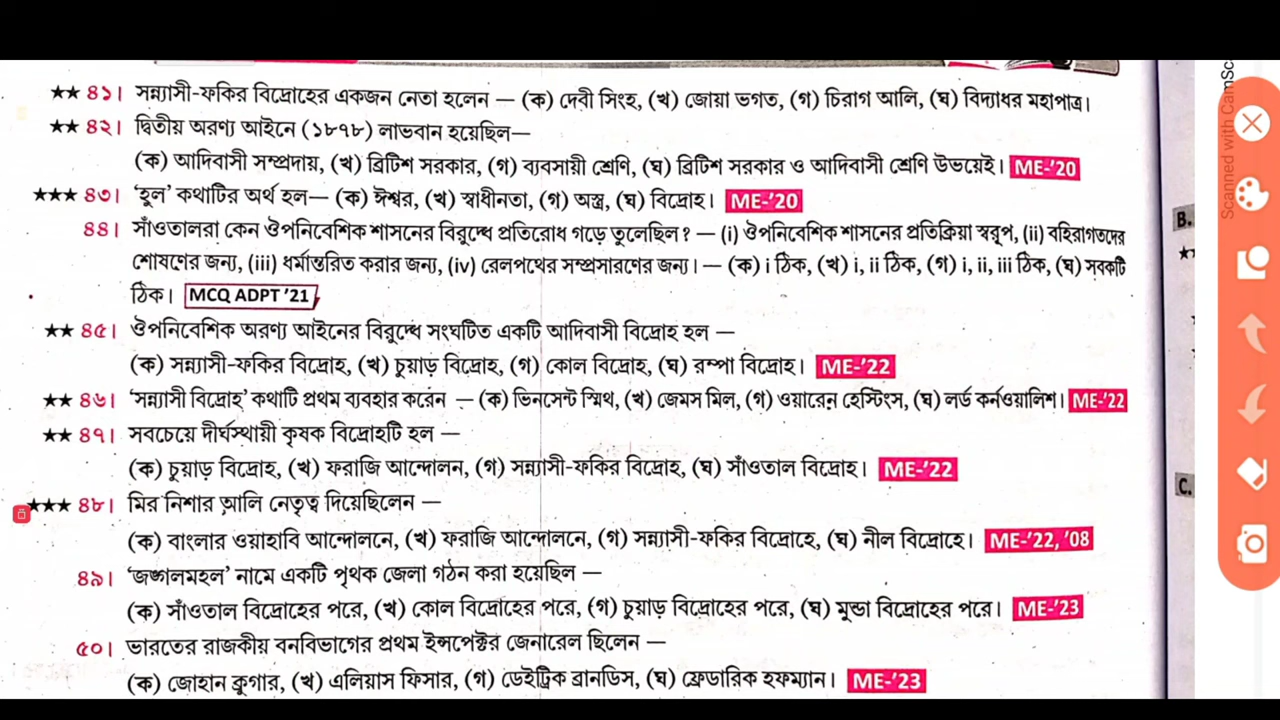 ★★ ৪১। সন্ন্যাসী-ফকির বিদ্রোহের একজন নেতা হলেন — (ক) দেবী সিংহ, (খ) জোয়া ভগত, (গ) চিরাগ আলি, (ঘ) বিদ্যাধর মহাপাত্র।
★★ ৪২। দ্বিতীয় অরণ্য আইনে (১৮৭৮) লাভবান হয়েছিল—
(ক) আদিবাসী সম্প্রদায়, (খ) ব্রিটিশ সরকার, (গ) ব্যবসায়ী শ্রেণি, (ঘ) ব্রিটিশ সরকার ও আদিবাসী শ্রেণি উভয়েই। ME-'20
★★★ ৪৩। 'হুল' কথাটির অর্থ হল— (ক) ঈশ্বর, (খ) স্বাধীনতা, (গ) অস্ত্র, (ঘ) বিদ্রোহ। ME-'20
৪৪। সাঁওতালরা কেন ঔপনিবেশিক শাসনের বিরুদ্ধে প্রতিরোধ গড়ে তুলেছিল? — (i) ঔপনিবেশিক শাসনের প্রতিক্রিয়া স্বরূপ, (ii) বহিরাগতদের
শোষণের জন্য, (iii) ধর্মান্তরিত করার জন্য, (iv) রেলপথের সম্প্রসারণের জন্য। — (ক) i ঠিক, (খ) i, ii ঠিক, (গ) i, ii, iii ঠিক, (ঘ) সবকটি
ঠিক। MCQ ADPT '21
★★ ৪৫। ঔপনিবেশিক অরণ্য আইনের বিরুদ্ধে সংঘটিত একটি আদিবাসী বিদ্রোহ হল —
(ক) সন্ন্যাসী-ফকির বিদ্রোহ, (খ) চুয়াড় বিদ্রোহ, (গ) কোল বিদ্রোহ, (ঘ) রম্পা বিদ্রোহ। ME-'22
★★ ৪৬। 'সন্ন্যাসী বিদ্রোহ' কথাটি প্রথম ব্যবহার করেন — (ক) ভিনসেন্ট স্মিথ, (খ) জেমস মিল, (গ) ওয়ারেন হেস্টিংস, (ঘ) লর্ড কর্নওয়ালিশ। ME-'22
★★ ৪৭। সবচেয়ে দীর্ঘস্থায়ী কৃষক বিদ্রোহটি হল —
(ক) চুয়াড় বিদ্রোহ, (খ) ফরাজি আন্দোলন, (গ) সন্ন্যাসী-ফকির বিদ্রোহ, (ঘ) সাঁওতাল বিদ্রোহ। ME-'22
★★★ ৪৮। মির নিশার আলি নেতৃত্ব দিয়েছিলেন —
(ক) বাংলার ওয়াহাবি আন্দোলনে, (খ) ফরাজি আন্দোলনে, (গ) সন্ন্যাসী-ফকির বিদ্রোহে, (ঘ) নীল বিদ্রোহে। ME-'22, '08
৪৯। 'জঙ্গলমহল' নামে একটি পৃথক জেলা গঠন করা হয়েছিল —
(ক) সাঁওতাল বিদ্রোহের পরে, (খ) কোল বিদ্রোহের পরে, (গ) চুয়াড় বিদ্রোহের পরে, (ঘ) মুন্ডা বিদ্রোহের পরে। ME-'23
৫০। ভারতের রাজকীয় বনবিভাগের প্রথম ইন্সপেক্টর জেনারেল ছিলেন —
(ক) জোহান ক্রুগার, (খ) এলিয়াস ফিসার, (গ) ডেইট্রিক ব্রানডিস, (ঘ) ফ্রেডারিক হফম্যান। ME-'23
B.
C.
Scanned with CamSc